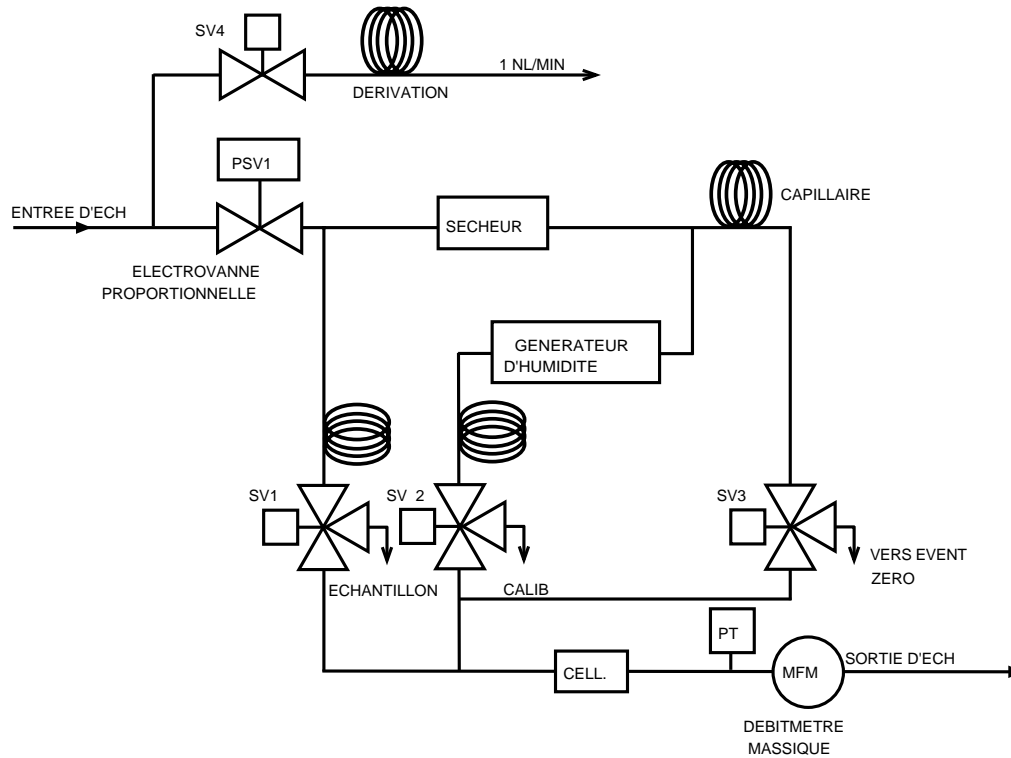 SV4
1 NL/MIN
DERIVATION
PSV1
CAPILLAIRE
ENTREE D'ECH
SECHEUR
ELECTROVANNE
PROPORTIONNELLE
GENERATEUR
D'HUMIDITE
SV1
SV 2
SV3
VERS EVENT
ECHANTILLON
CALIB
ZERO
PT
SORTIE D'ECH
CELL.
MFM
DEBITMETRE
MASSIQUE